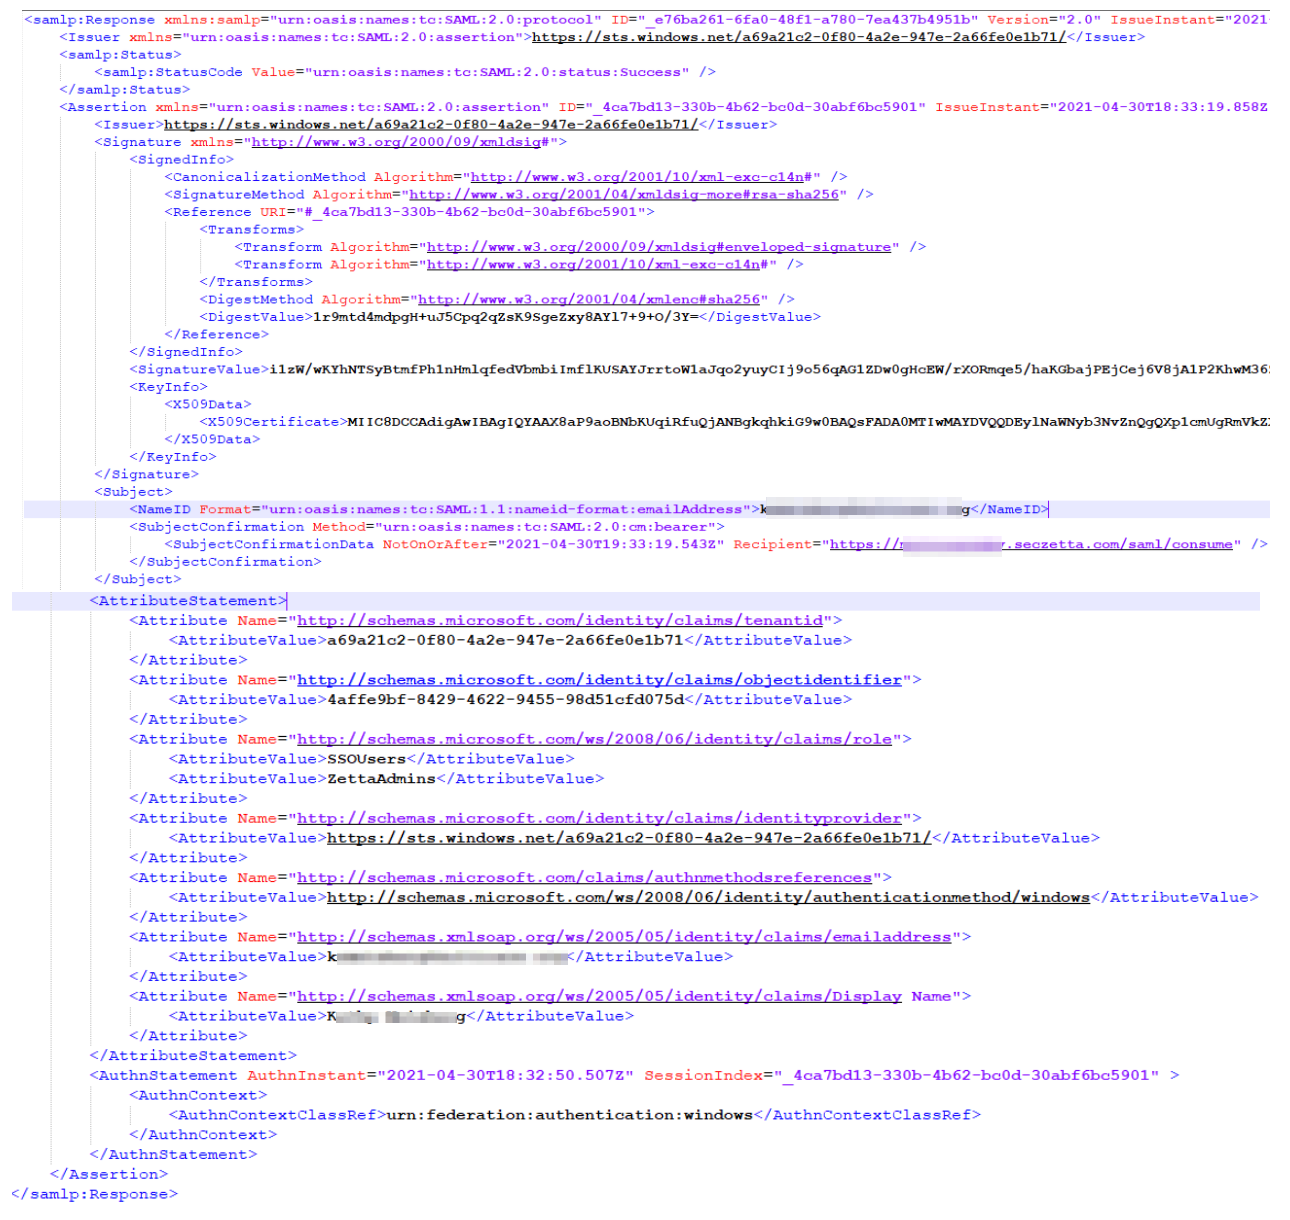 <samlp:Response xmlns:samlp="urn:oasis:names:tc:SAML:2.0:protocol" ID="_e76ba261-6fa0-48f1-a780-7ea437b4951b" Version="2.0" IssueInstant="2021-
<Issuer xmlns="urn:oasis:names:tc:SAML:2.0:assertion">https://sts.windows.net/a69a21c2-0f80-4a2e-947e-2a66fe0e1b71/</Issuer>
<samlp:Status>
<samlp:StatusCode Value="urn:oasis:names:tc:SAML:2.0:status:Success" />
</samlp:Status>
<Assertion xmlns="urn:oasis:names:tc:SAML:2.0:assertion" ID="_4ca7bd13-330b-4b62-bc0d-30abf6bc5901" IssueInstant="2021-04-30T18:33:19.858Z
<Issuer>https://sts.windows.net/a69a21c2-0f80-4a2e-947e-2a66fe0e1b71/</Issuer>
<Signature xmlns="http://www.w3.org/2000/09/xmldsig#">
<SignedInfo>
<CanonicalizationMethod Algorithm="http://www.w3.org/2001/10/xml-exc-c14n#" />
<SignatureMethod Algorithm="http://www.w3.org/2001/04/xmldsig-more#rsa-sha256" />
<Reference URI="#_4ca7bd13-330b-4b62-bc0d-30abf6bc5901">
<Transforms>
<Transform Algorithm="http://www.w3.org/2000/09/xmldsig#enveloped-signature" />
<Transform Algorithm="http://www.w3.org/2001/10/xml-exc-c14n#" />
</Transforms>
<DigestMethod Algorithm="http://www.w3.org/2001/04/xmlenc#sha256" />
<DigestValue>1r9mtd4mdpgH+uJ5Cpq2qZsK9SgeZxy8AYl7+9+O/3Y=</DigestValue>
</Reference>
</SignedInfo>
<SignatureValue>i1zW/wKYhNTSyBtmfPh1nHmlqfedVbmbiImflKUSAYJrrtoW1aJqo2yuyCIj9o56qAG1ZDw0gHcEW/rXORmqe5/haKGbajPEjCej6V8jA1P2KhwM36
<KeyInfo>
<X509Data>
<X509Certificate>MIIC8DCCAdigAwIBAgIQYAAX8aP9aoBNbKUqiRfuQjANBgkqhkiG9w0BAQsFADA0MTIwMAYDVQQDEylNaWNyb3NvZnQgQXp1cmUgRmVkZ
</X509Data>
</KeyInfo>
</Signature>
<Subject>
<NameID Format="urn:oasis:names:tc:SAML:1.1:nameid-format:emailAddress">k g</NameID>
<SubjectConfirmation Method="urn:oasis:names:tc:SAML:2.0:cm:bearer">
<SubjectConfirmationData NotOnOrAfter="2021-04-30T19:33:19.543Z" Recipient="https:// .seczetta.com/saml/consume" />
</SubjectConfirmation>
</Subject>
<AttributeStatement>
<Attribute Name="http://schemas.microsoft.com/identity/claims/tenantid">
<AttributeValue>a69a21c2-0f80-4a2e-947e-2a66fe0e1b71</AttributeValue>
</Attribute>
<Attribute Name="http://schemas.microsoft.com/identity/claims/objectidentifier">
<AttributeValue>4affe9bf-8429-4622-9455-98d51cfd075d</AttributeValue>
</Attribute>
<Attribute Name="http://schemas.microsoft.com/ws/2008/06/identity/claims/role">
<AttributeValue>SSOUsers</AttributeValue>
<AttributeValue>ZettaAdmins</AttributeValue>
</Attribute>
<Attribute Name="http://schemas.microsoft.com/identity/claims/identityprovider">
<AttributeValue>https://sts.windows.net/a69a21c2-0f80-4a2e-947e-2a66fe0e1b71/</AttributeValue>
</Attribute>
<Attribute Name="http://schemas.microsoft.com/claims/authnmethodsreferences">
<AttributeValue>http://schemas.microsoft.com/ws/2008/06/identity/authenticationmethod/windows</AttributeValue>
</Attribute>
<Attribute Name="http://schemas.xmlsoap.org/ws/2005/05/identity/claims/emailaddress">
<AttributeValue>k </AttributeValue>
</Attribute>
<Attribute Name="http://schemas.xmlsoap.org/ws/2005/05/identity/claims/Display Name">
<AttributeValue>K g</AttributeValue>
</Attribute>
</AttributeStatement>
<AuthnStatement AuthnInstant="2021-04-30T18:32:50.507Z" SessionIndex="_4ca7bd13-330b-4b62-bc0d-30abf6bc5901" >
<AuthnContext>
<AuthnContextClassRef>urn:federation:authentication:windows</AuthnContextClassRef>
</AuthnContext>
</AuthnStatement>
</Assertion>
</samlp:Response>